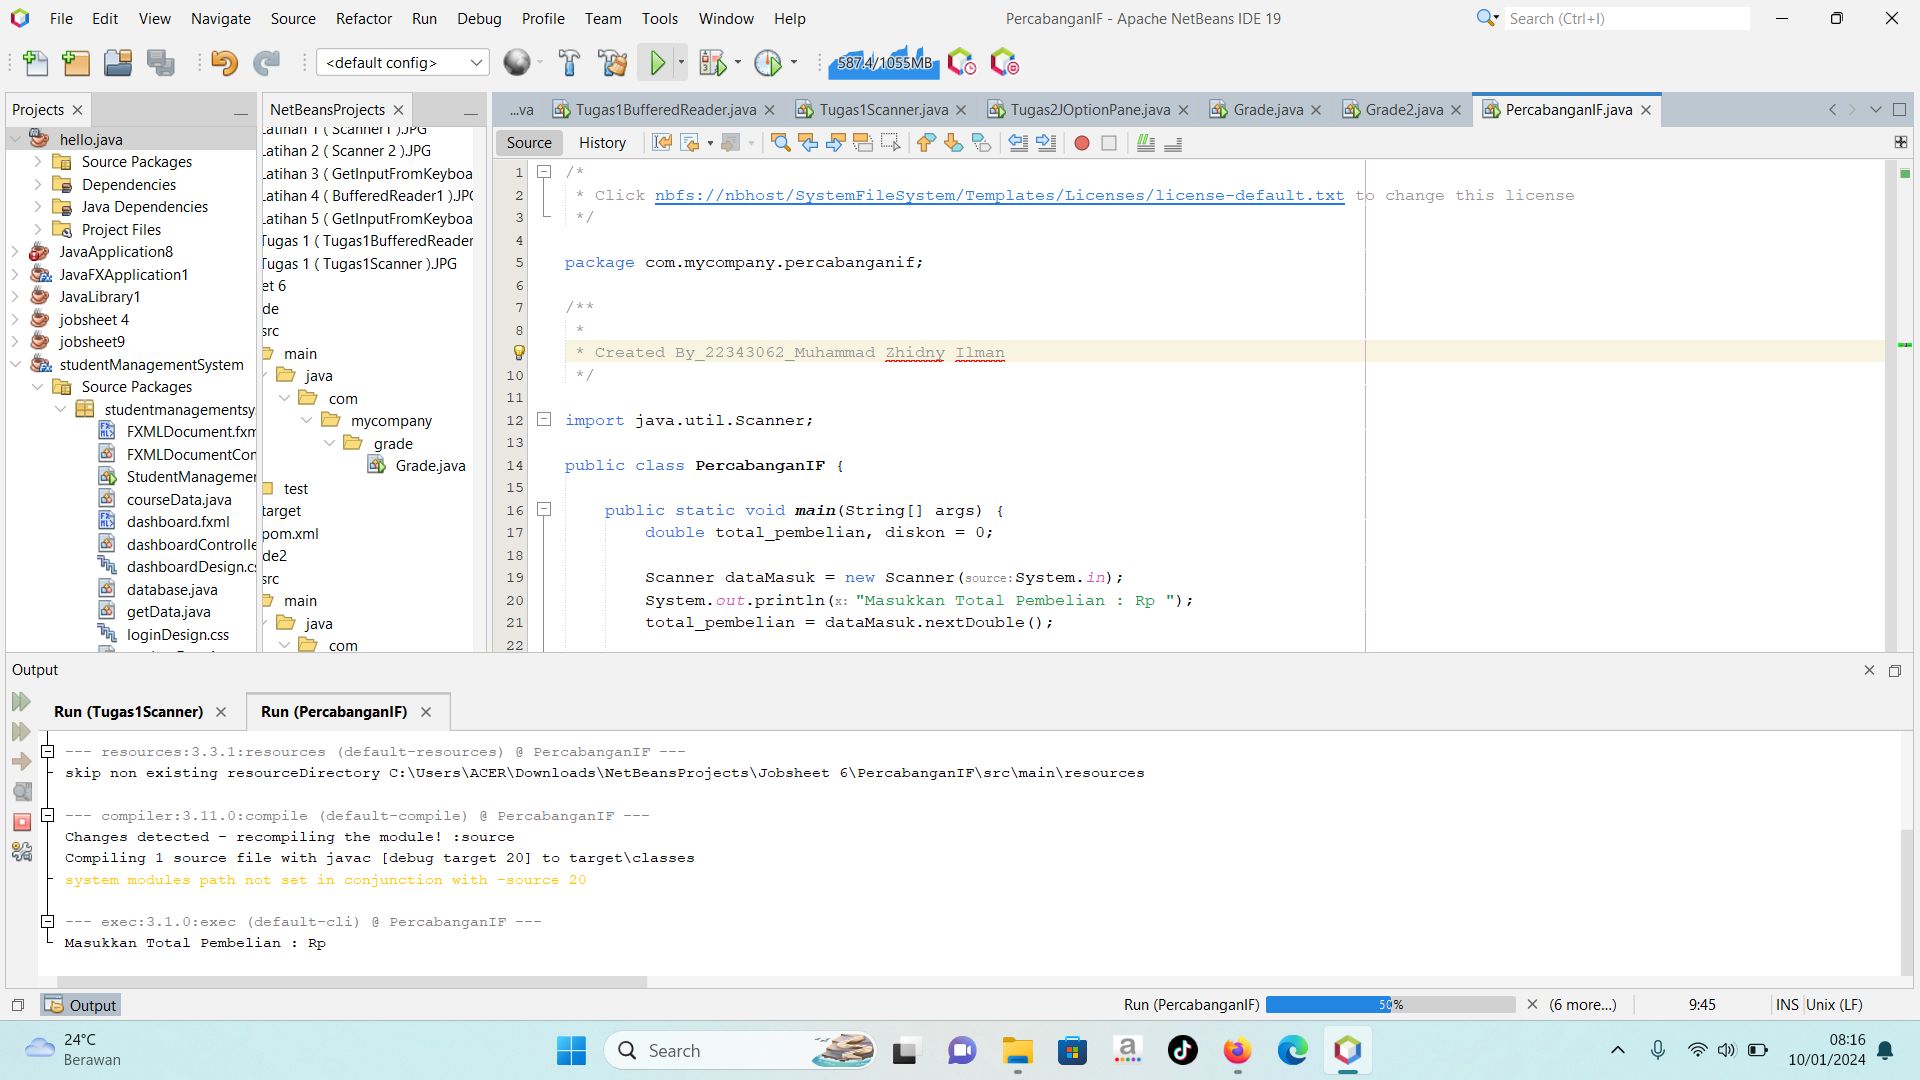 File Edit View Navigate Source Refactor Run Debug Profile Team Tools Window Help
PercabanganIF - Apache NetBeans IDE 19
Search (Ctrl+I)
<default config>
587.4/1055MB
Projects
hello.java
Source Packages
Dependencies
Java Dependencies
Project Files
JavaApplication8
JavaFXApplication1
JavaLibrary1
jobsheet 4
jobsheet9
studentManagementSystem
Source Packages
studentmanagementsy
FXMLDocument.fxm
FXMLDocumentCon
StudentManagemer
courseData.java
dashboard.fxml
dashboardControlle
dashboardDesign.cs
database.java
getData.java
loginDesign.css
NetBeansProjects
Latihan 1 ( Scanner1 ).JPG
Latihan 2 ( Scanner 2 ).JPG
Latihan 3 ( GetInputFromKeyboa
Latihan 4 ( BufferedReader1 ).JPG
Latihan 5 ( GetInputFromKeyboa
Tugas 1 ( Tugas1BufferedReader
Tugas 1 ( Tugas1Scanner ).JPG
et 6
de
src
main
java
com
mycompany
grade
Grade.java
test
target
pom.xml
de2
src
main
java
com
...va Tugas1BufferedReader.java Tugas1Scanner.java Tugas2JOptionPane.java Grade.java Grade2.java PercabanganIF.java
Source History
1 /*
2 * Click nbfs://nbhost/SystemFileSystem/Templates/Licenses/license-default.txt to change this license
3 */
4
5 package com.mycompany.percabanganif;
6
7 /**
8 *
* Created By_22343062_Muhammad Zhidny Ilman
10 */
11
12 import java.util.Scanner;
13
14 public class PercabanganIF {
15
16 public static void main(String[] args) {
17 double total_pembelian, diskon = 0;
18
19 Scanner dataMasuk = new Scanner(source:System.in);
20 System.out.println(x: "Masukkan Total Pembelian : Rp ");
21 total_pembelian = dataMasuk.nextDouble();
22
Output
Run (Tugas1Scanner) Run (PercabanganIF)
--- resources:3.3.1:resources (default-resources) @ PercabanganIF ---
skip non existing resourceDirectory C:\Users\ACER\Downloads\NetBeansProjects\Jobsheet 6\PercabanganIF\src\main\resources
--- compiler:3.11.0:compile (default-compile) @ PercabanganIF ---
Changes detected - recompiling the module! :source
Compiling 1 source file with javac [debug target 20] to target\classes
system modules path not set in conjunction with -source 20
--- exec:3.1.0:exec (default-cli) @ PercabanganIF ---
Masukkan Total Pembelian : Rp
Output
Run (PercabanganIF) 50% (6 more...) 9:45 INS Unix (LF)
24°C
Berawan
Search
08:16
10/01/2024